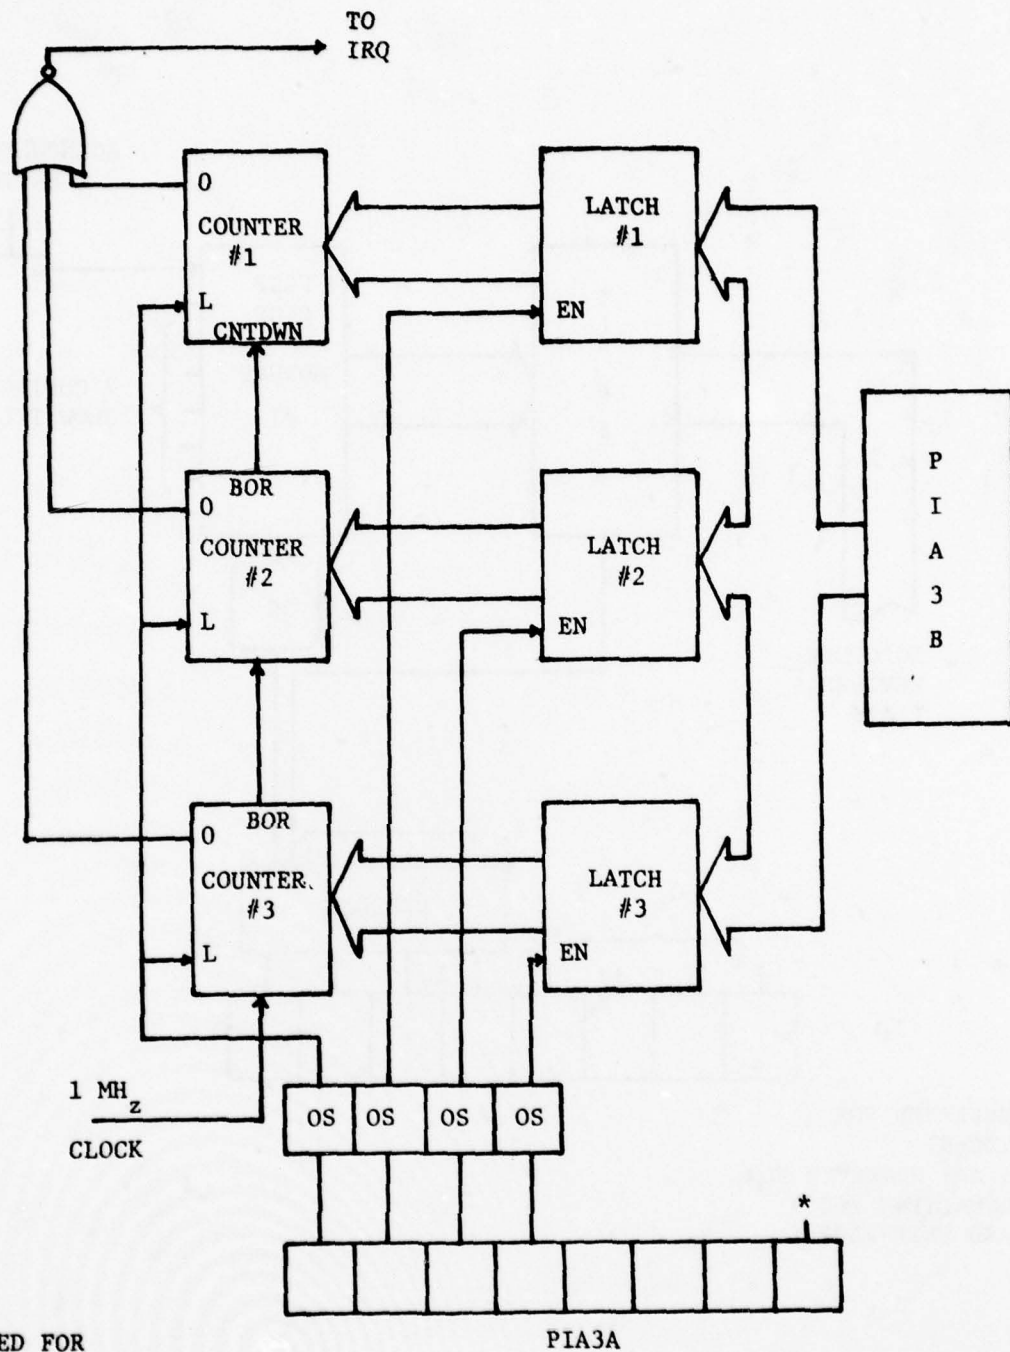 TO
IRQ
O
COUNTER
#1
L
CNTDWN
LATCH
#1
EN
BOR
O
COUNTER
#2
L
LATCH
#2
EN
P
I
A
3
B
BOR
O
COUNTER
#3
L
LATCH
#3
EN
1 MHz
CLOCK
OS
OS
OS
OS
*
ED FOR
PIA3A